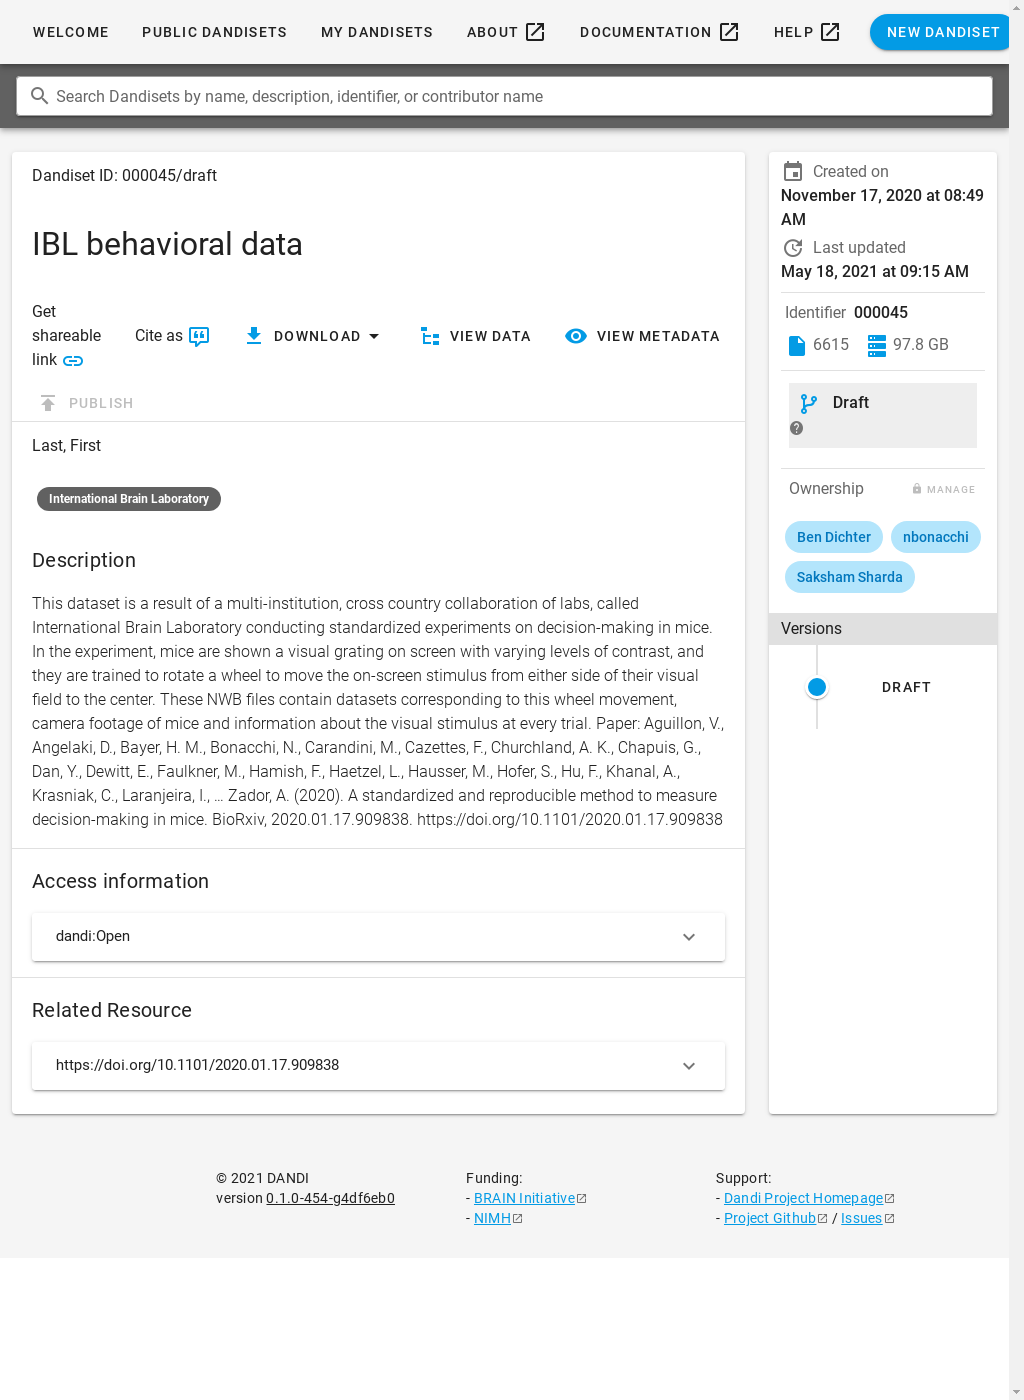 WELCOME PUBLIC DANDISETS MY DANDISETS ABOUT DOCUMENTATION HELP NEW DANDISET
Search Dandisets by name, description, identifier, or contributor name
Dandiset ID: 000045/draft
IBL behavioral data
Get shareable link
Cite as
DOWNLOAD
VIEW DATA
VIEW METADATA
PUBLISH
Last, First
International Brain Laboratory
Description
This dataset is a result of a multi-institution, cross country collaboration of labs, called
International Brain Laboratory conducting standardized experiments on decision-making in mice.
In the experiment, mice are shown a visual grating on screen with varying levels of contrast, and
they are trained to rotate a wheel to move the on-screen stimulus from either side of their visual
field to the center. These NWB files contain datasets corresponding to this wheel movement,
camera footage of mice and information about the visual stimulus at every trial. Paper: Aguillon, V.,
Angelaki, D., Bayer, H. M., Bonacchi, N., Carandini, M., Cazettes, F., Churchland, A. K., Chapuis, G.,
Dan, Y., Dewitt, E., Faulkner, M., Hamish, F., Haetzel, L., Hausser, M., Hofer, S., Hu, F., Khanal, A.,
Krasniak, C., Laranjeira, I., … Zador, A. (2020). A standardized and reproducible method to measure
decision-making in mice. BioRxiv, 2020.01.17.909838. https://doi.org/10.1101/2020.01.17.909838
Access information
dandi:Open
Related Resource
https://doi.org/10.1101/2020.01.17.909838
Created on
November 17, 2020 at 08:49
AM
Last updated
May 18, 2021 at 09:15 AM
Identifier 000045
6615 97.8 GB
Draft
Ownership MANAGE
Ben Dichter nbonacchi
Saksham Sharda
Versions
DRAFT
© 2021 DANDI
version 0.1.0-454-g4df6eb0
Funding:
- BRAIN Initiative
- NIMH
Support:
- Dandi Project Homepage
- Project Github / Issues